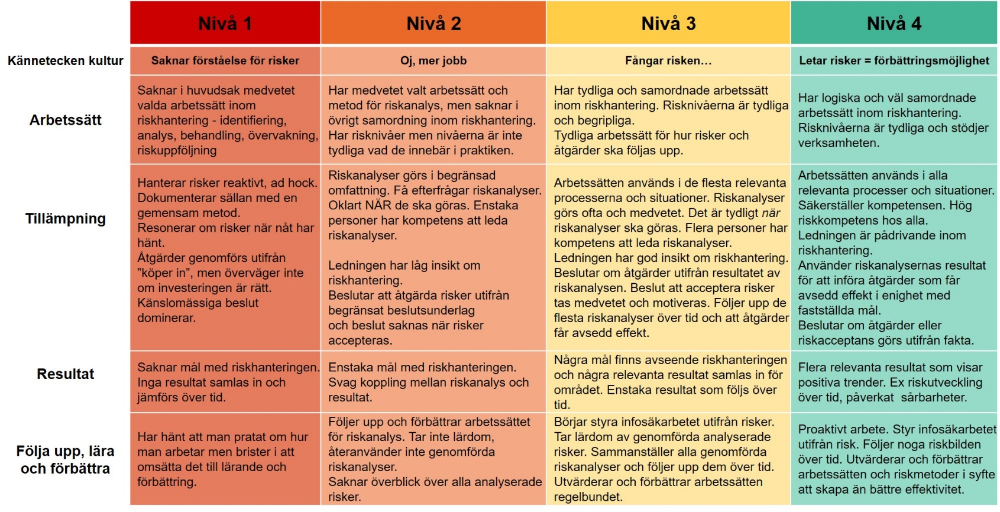 Nivå 1
Nivå 2
Nivå 3
Nivå 4
Kännetecken kultur
Saknar förståelse för risker
Oj, mer jobb
Fångar risken…
Letar risker = förbättringsmöjlighet
Arbetssätt
Saknar i huvudsak medvetet
valda arbetssätt inom
riskhantering - identifiering,
analys, behandling, övervakning,
riskuppföljning
Har medvetet valt arbetssätt och
metod för riskanalys, men saknar i
övrigt samordning inom riskhantering.
Har risknivåer men nivåerna är inte
tydliga vad de innebär i praktiken.
Har tydliga och samordnade arbetssätt
inom riskhantering. Risknivåerna är tydliga
och begripliga.
Tydliga arbetssätt för hur risker och
åtgärder ska följas upp.
Har logiska och väl samordnade
arbetssätt inom riskhantering.
Risknivåerna är tydliga och stödjer
verksamheten.
Tillämpning
Hanterar risker reaktivt, ad hock.
Dokumenterar sällan med en
gemensam metod.
Resonerar om risker när nåt har
hänt.
Åtgärder genomförs utifrån
”köper in”, men överväger inte
om investeringen är rätt.
Känslomässiga beslut
dominerar.
Riskanalyser görs i begränsad
omfattning. Få efterfrågar riskanalyser.
Oklart NÄR de ska göras. Enstaka
personer har kompetens att leda
riskanalyser.
Ledningen har låg insikt om
riskhantering.
Beslutar att åtgärda risker utifrån
begränsat beslutsunderlag
och beslut saknas när risker
accepteras.
Arbetssätten används i de flesta relevanta
processerna och situationer. Riskanalyser
görs ofta och medvetet. Det är tydligt när
riskanalyser ska göras. Flera personer har
kompetens att leda riskanalyser.
Ledningen har god insikt om riskhantering.
Beslutar om åtgärder utifrån resultatet av
riskanalysen. Beslut att acceptera risker
tas medvetet och motiveras. Följer upp de
flesta riskanalyser över tid och att åtgärder
får avsedd effekt.
Arbetssätten används i alla
relevanta processer och situationer.
Säkerställer kompetensen. Hög
riskkompetens hos alla.
Ledningen är pådrivande inom
riskhantering.
Använder riskanalysernas resultat
för att införa åtgärder som får
avsedd effekt i enighet med
fastställda mål.
Beslutar om åtgärder eller
riskacceptans görs utifrån fakta.
Resultat
Saknar mål med riskhanteringen.
Inga resultat samlas in och
jämförs över tid.
Enstaka mål med riskhanteringen.
Svag koppling mellan riskanalys och
resultat.
Några mål finns avseende riskhanteringen
och några relevanta resultat samlas in för
området. Enstaka resultat som följs över
tid.
Flera relevanta resultat som visar
positiva trender. Ex riskutveckling
över tid, påverkat sårbarheter.
Följa upp, lära
och förbättra
Har hänt att man pratat om hur
man arbetar men brister i att
omsätta det till lärande och
förbättring.
Följer upp och förbättrar arbetssättet
för riskanalys. Tar inte lärdom,
återanvänder inte genomförda
riskanalyser.
Saknar överblick över alla analyserade
risker.
Börjar styra infosäkarbetet utifrån risker.
Tar lärdom av genomförda analyserade
risker. Sammanställer alla genomförda
riskanalyser och följer upp dem över tid.
Utvärderar och förbättrar arbetssätten
regelbundet.
Proaktivt arbete. Styr infosäkarbetet
utifrån risk. Följer noga riskbilden
över tid. Utvärderar och förbättrar
arbetssätten och riskmetoder i syfte
att skapa än bättre effektivitet.